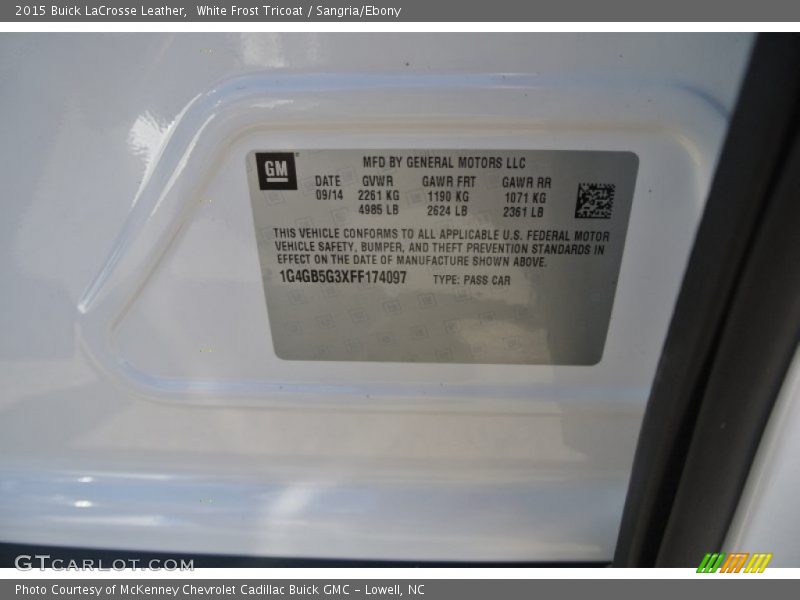 2015 Buick LaCrosse Leather,  White Frost Tricoat / Sangria/Ebony
GM
MFD BY GENERAL MOTORS LLC
DATE GVWR GAWR FRT GAWR RR
09/14 2261 KG 1190 KG 1071 KG
4985 LB 2624 LB 2361 LB
THIS VEHICLE CONFORMS TO ALL APPLICABLE U.S. FEDERAL MOTOR
VEHICLE SAFETY, BUMPER, AND THEFT PREVENTION STANDARDS IN
EFFECT ON THE DATE OF MANUFACTURE SHOWN ABOVE.
1G4GB5G3XFF174097 TYPE: PASS CAR
GTCARLOT.COM
Photo Courtesy of McKenney Chevrolet Cadillac Buick GMC - Lowell, NC